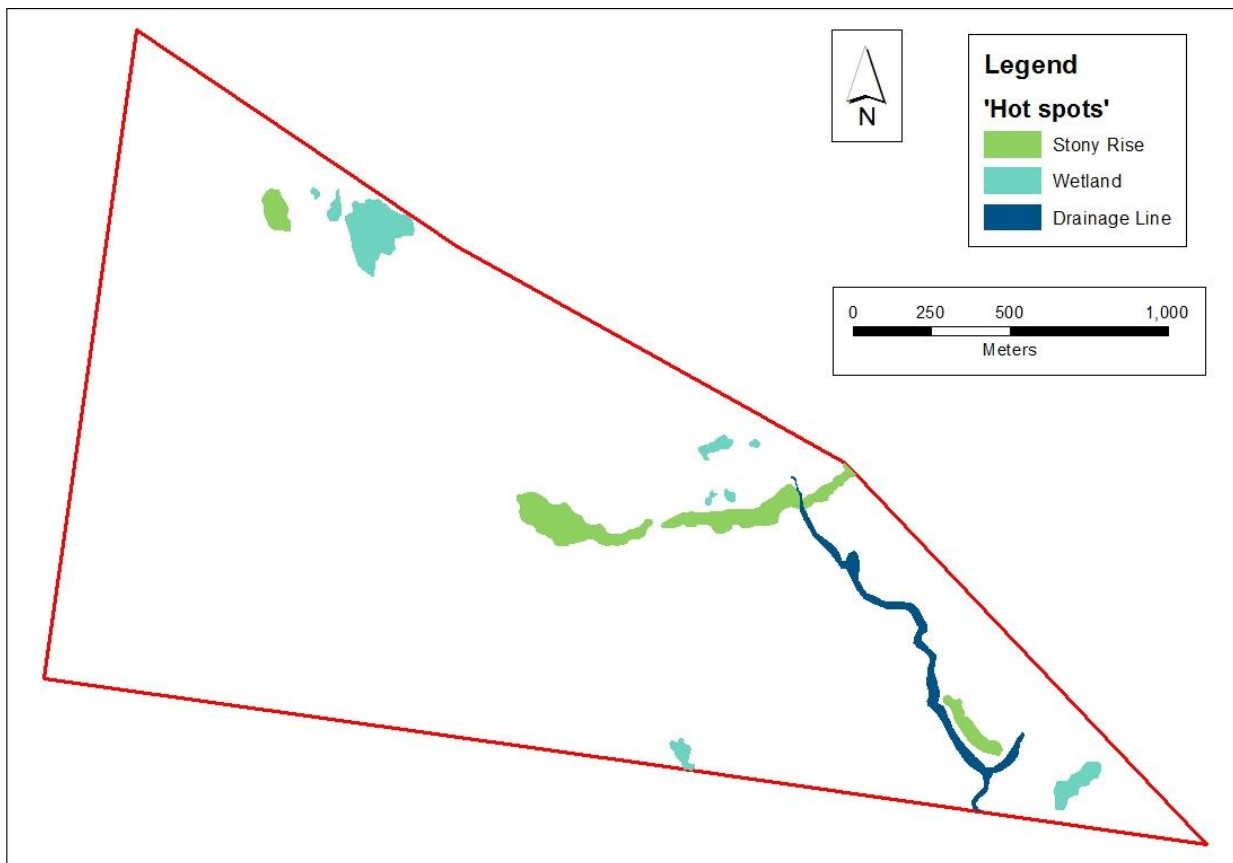 N
Legend
'Hot spots'
Stony Rise
Wetland
Drainage Line
0 250 500 1,000
Meters